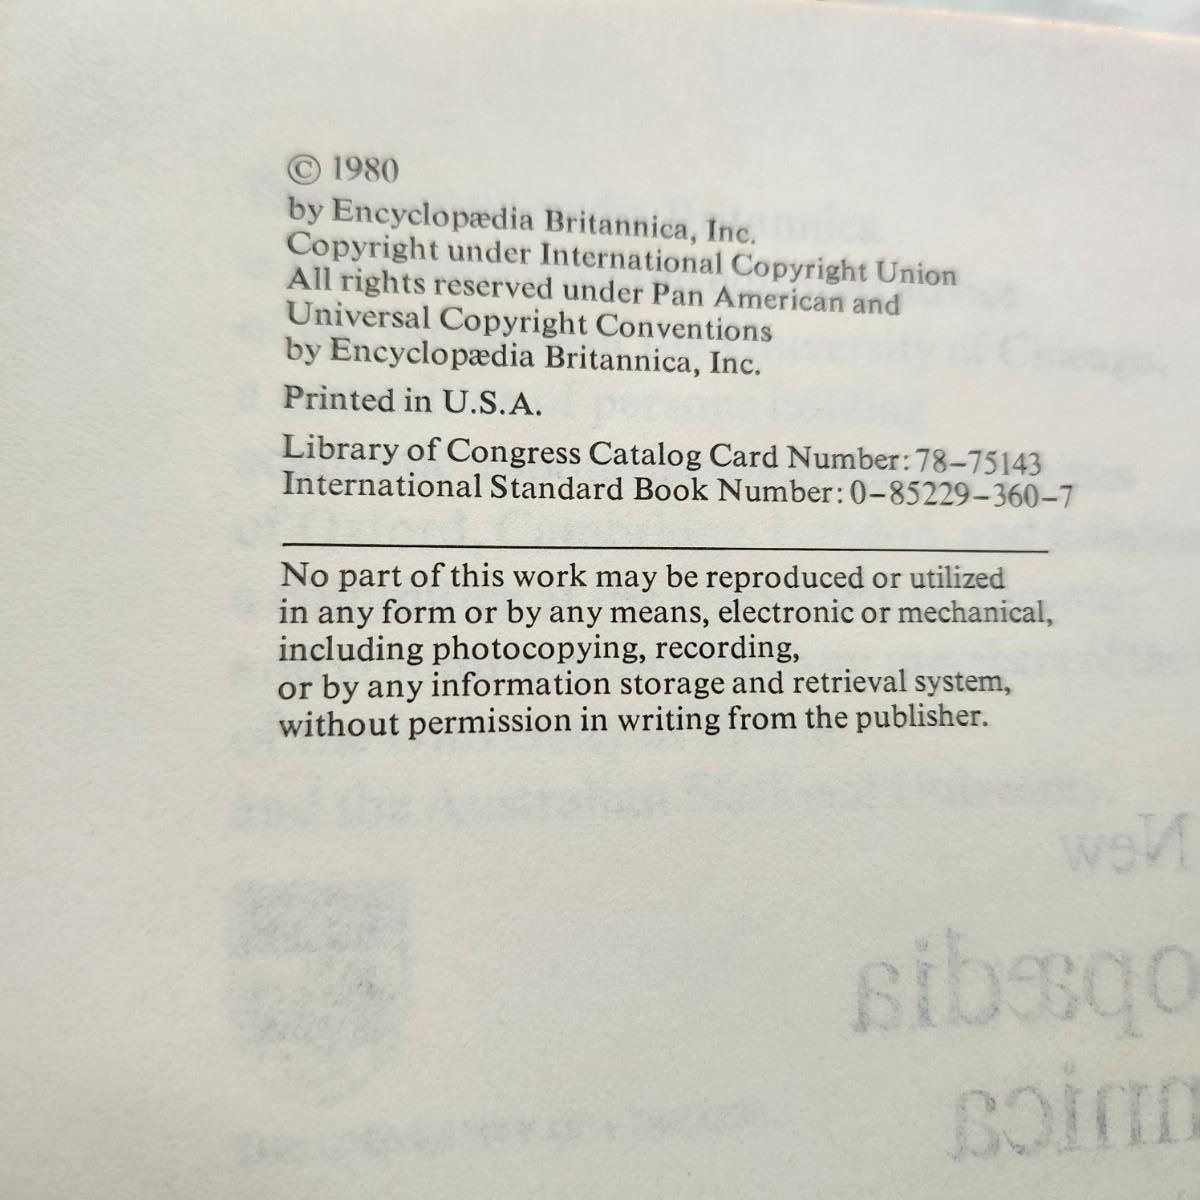 © 1980
by Encyclopædia Britannica, Inc.
Copyright under International Copyright Union
All rights reserved under Pan American and
Universal Copyright Conventions
by Encyclopædia Britannica, Inc.
Printed in U.S.A.
Library of Congress Catalog Card Number: 78-75143
International Standard Book Number: 0-85229-360-7
No part of this work may be reproduced or utilized
in any form or by any means, electronic or mechanical,
including photocopying, recording,
or by any information storage and retrieval system,
without permission in writing from the publisher.